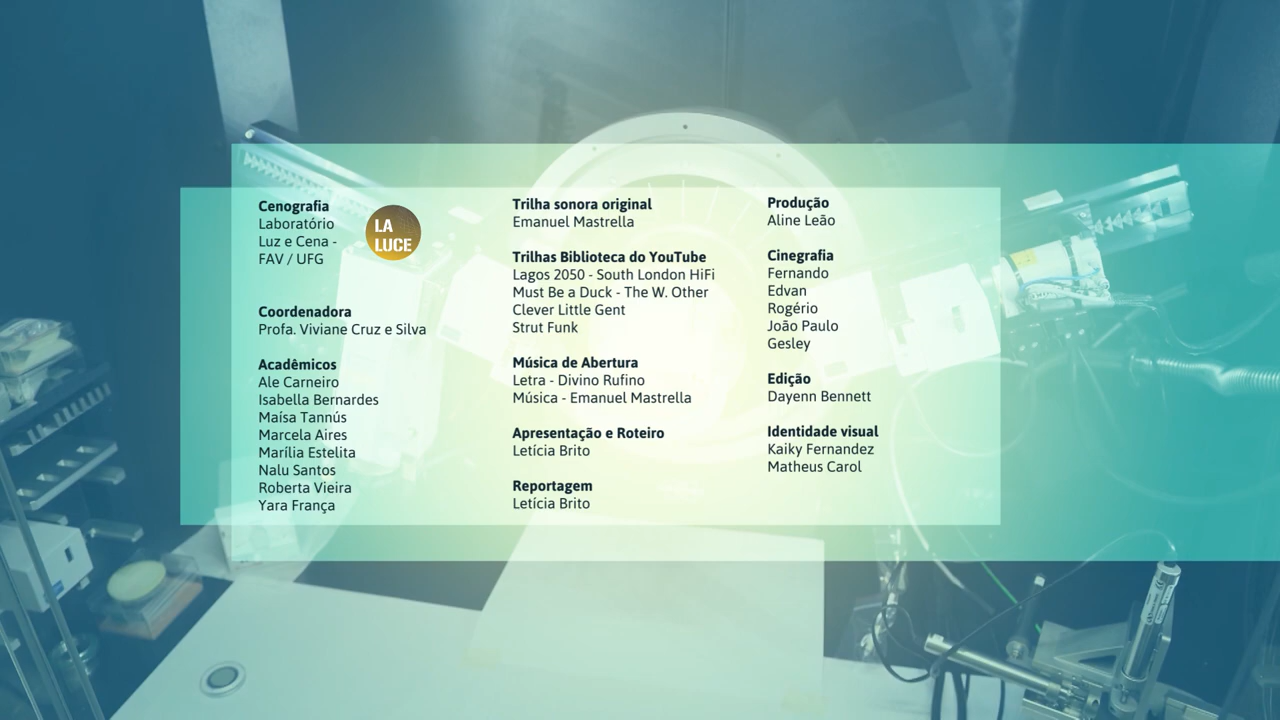 Cenografia
Laboratório
Luz e Cena -
FAV / UFG
LA
LUCE
Coordenadora
Profa. Viviane Cruz e Silva
Acadêmicos
Ale Carneiro
Isabella Bernardes
Maísa Tannús
Marcela Aires
Marília Estelita
Nalu Santos
Roberta Vieira
Yara França
Trilha sonora original
Emanuel Mastrella
Trilhas Biblioteca do YouTube
Lagos 2050 - South London HiFi
Must Be a Duck - The W. Other
Clever Little Gent
Strut Funk
Música de Abertura
Letra - Divino Rufino
Música - Emanuel Mastrella
Apresentação e Roteiro
Letícia Brito
Reportagem
Letícia Brito
Produção
Aline Leão
Cinegrafia
Fernando
Edvan
Rogério
João Paulo
Gesley
Edição
Dayenn Bennett
Identidade visual
Kaiky Fernandez
Matheus Carol